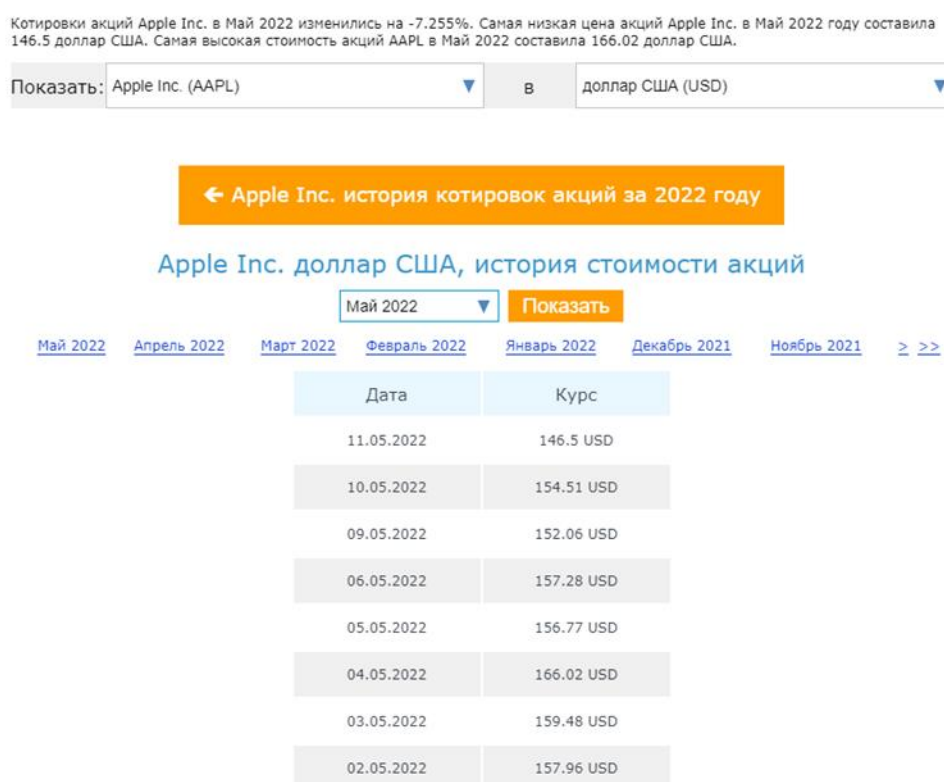 Котировки акций Apple Inc. в Май 2022 изменились на -7.255%. Самая низкая цена акций Apple Inc. в Май 2022 году составила
146.5 доллар США. Самая высокая стоимость акций AAPL в Май 2022 составила 166.02 доллар США.
Показать: Apple Inc. (AAPL) ▼ в доллар США (USD) ▼
← Apple Inc. история котировок акций за 2022 году
Apple Inc. доллар США, история стоимости акций
Май 2022 ▼ Показать
Май 2022 Апрель 2022 Март 2022 Февраль 2022 Январь 2022 Декабрь 2021 Ноябрь 2021 > >>
Дата Курс
11.05.2022 146.5 USD
10.05.2022 154.51 USD
09.05.2022 152.06 USD
06.05.2022 157.28 USD
05.05.2022 156.77 USD
04.05.2022 166.02 USD
03.05.2022 159.48 USD
02.05.2022 157.96 USD